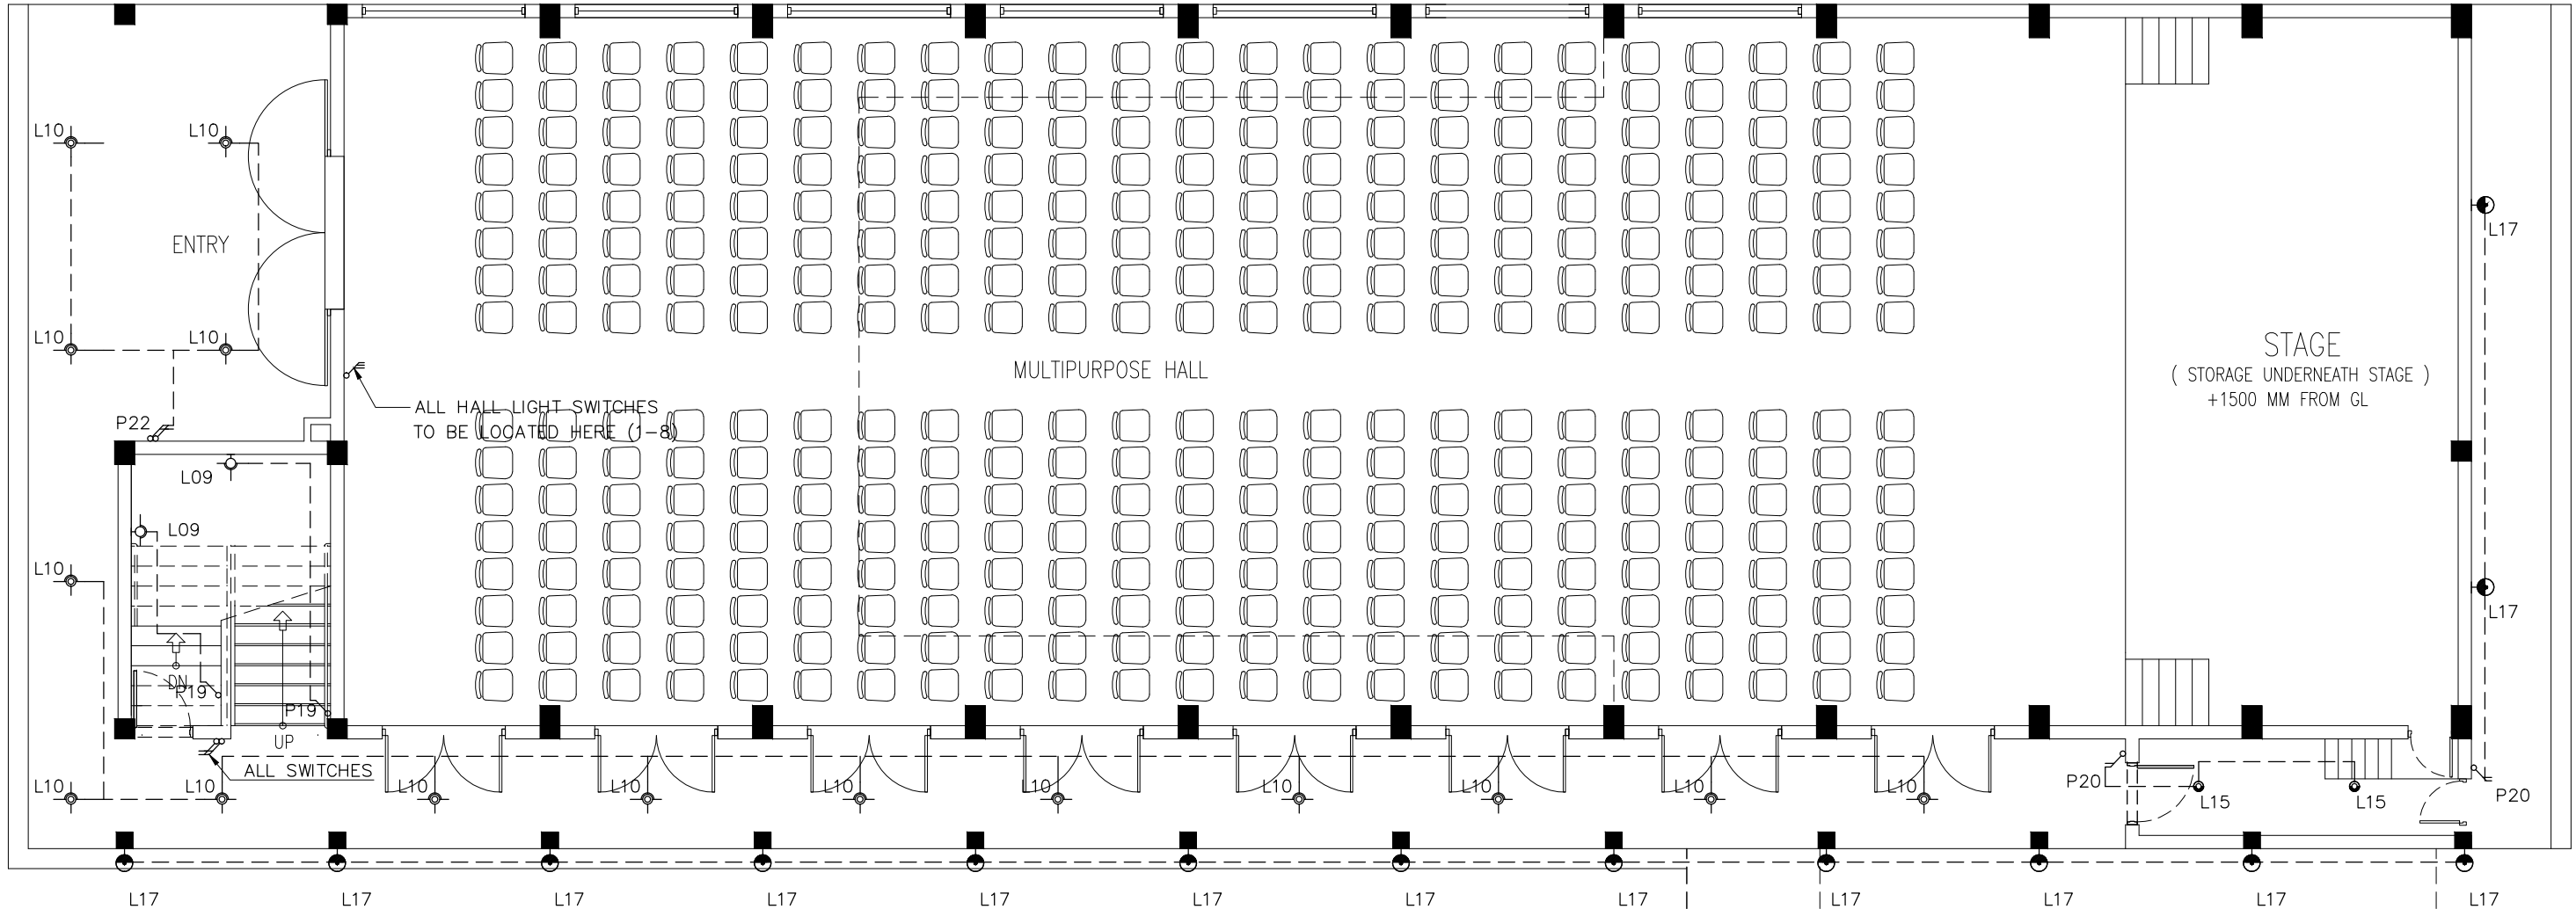 L10
L10
L17
ENTRY
L10
L10
STAGE
MULTIPURPOSE HALL
( STORAGE UNDERNEATH STAGE )
+1500 MM FROM GL
ALL HALL LIGHT SWITCHES
TO BE LOCATED HERE (1-8)
P22
L09
L09
L10
L17
DN
P19
P19
UP
ALL SWITCHES
L10
L10
L10
L10
L10
L10
L10
L10
L10
L10
P20
L15
L15
P20
L17
L17
L17
L17
L17
L17
L17
L17
L17
L17
L17
L17